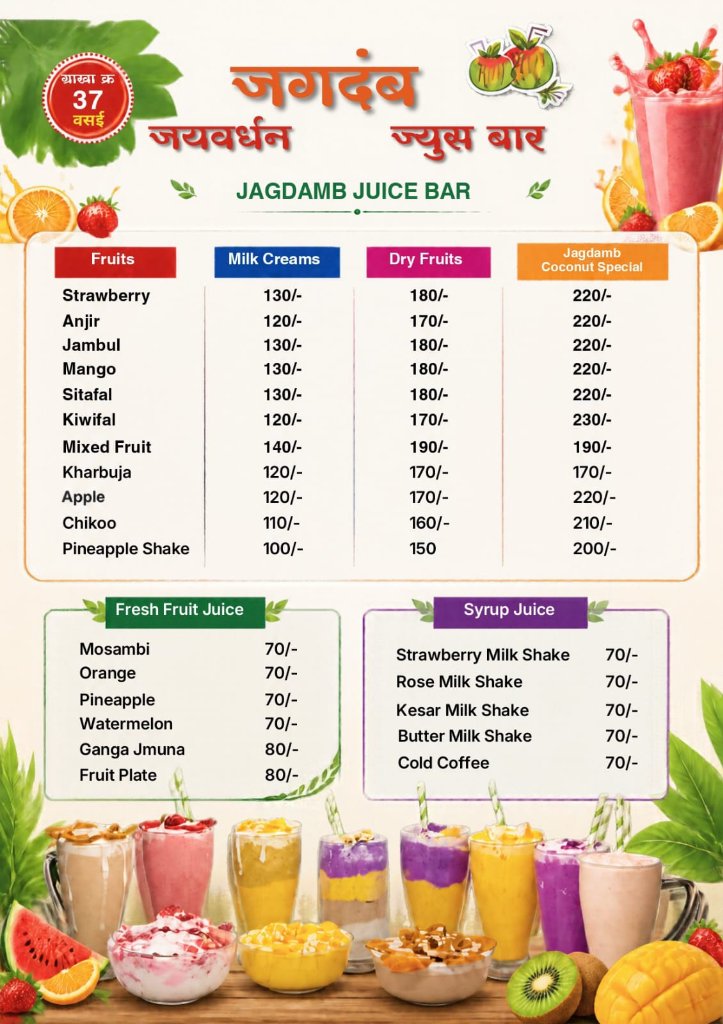 ग्राखा क्र
37
वसई
जगदंब
जयवर्धन ज्युस बार
JAGDAMB JUICE BAR
Fruits Milk Creams Dry Fruits Jagdamb
Coconut Special
Strawberry 130/- 180/- 220/-
Anjir 120/- 170/- 220/-
Jambul 130/- 180/- 220/-
Mango 130/- 180/- 220/-
Sitafal 130/- 180/- 220/-
Kiwifal 120/- 170/- 230/-
Mixed Fruit 140/- 190/- 190/-
Kharbuja 120/- 170/- 170/-
Apple 120/- 170/- 220/-
Chikoo 110/- 160/- 210/-
Pineapple Shake 100/- 150 200/-
Fresh Fruit Juice
Mosambi 70/-
Orange 70/-
Pineapple 70/-
Watermelon 70/-
Ganga Jmuna 80/-
Fruit Plate 80/-
Syrup Juice
Strawberry Milk Shake 70/-
Rose Milk Shake 70/-
Kesar Milk Shake 70/-
Butter Milk Shake 70/-
Cold Coffee 70/-